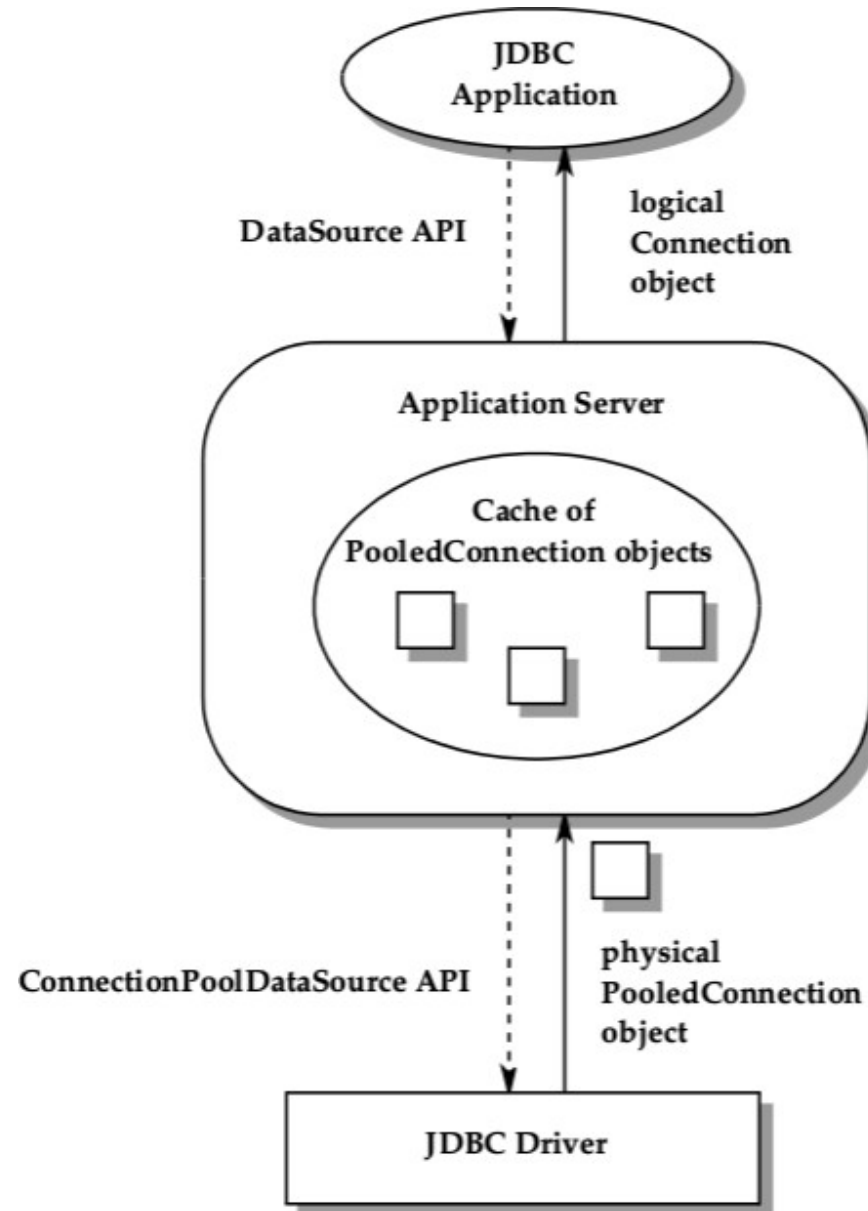 JDBC
Application
DataSource API
logical
Connection
object
Application Server
Cache of
PooledConnection objects
ConnectionPoolDataSource API
physical
PooledConnection
object
JDBC Driver